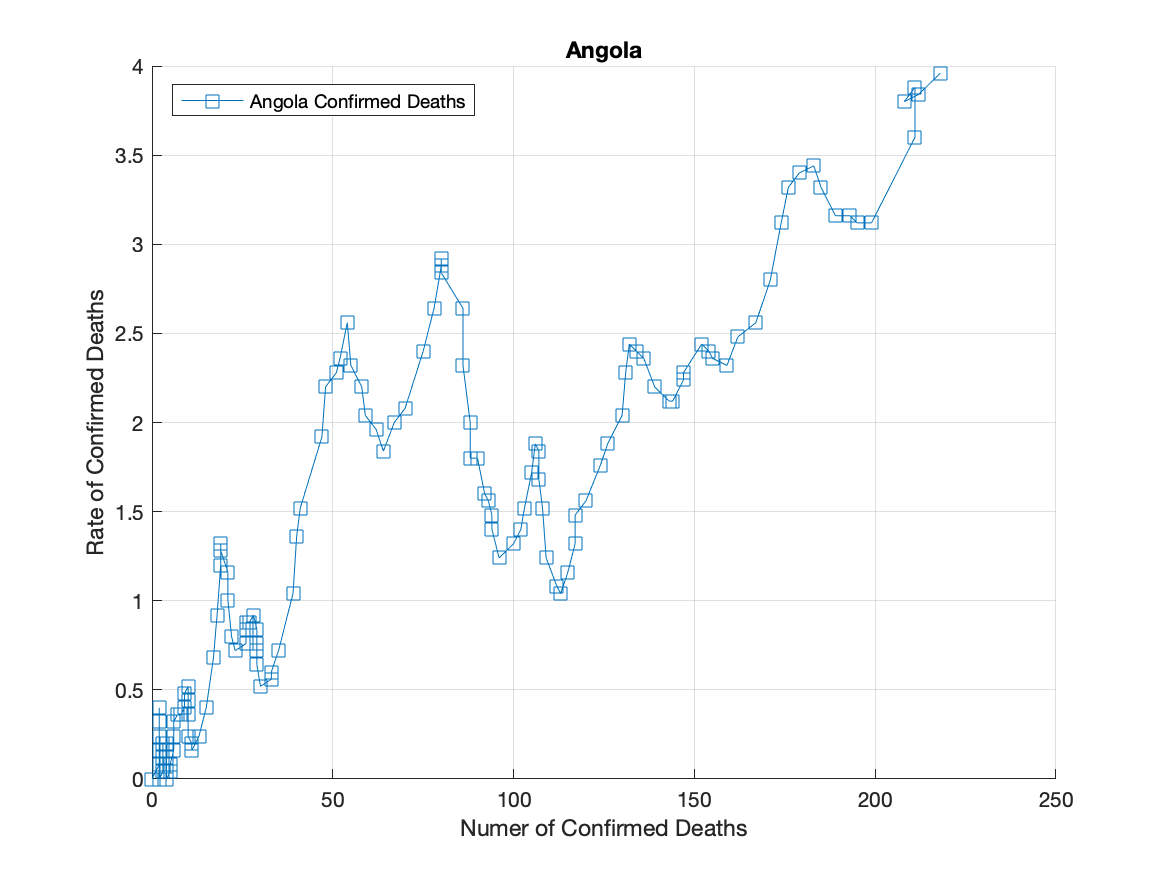 Angola
4
Angola Confirmed Deaths
3.5
3
2.5
2
1.5
1
0.5
0
Rate of Confirmed Deaths
0 50 100 150 200 250
Numer of Confirmed Deaths